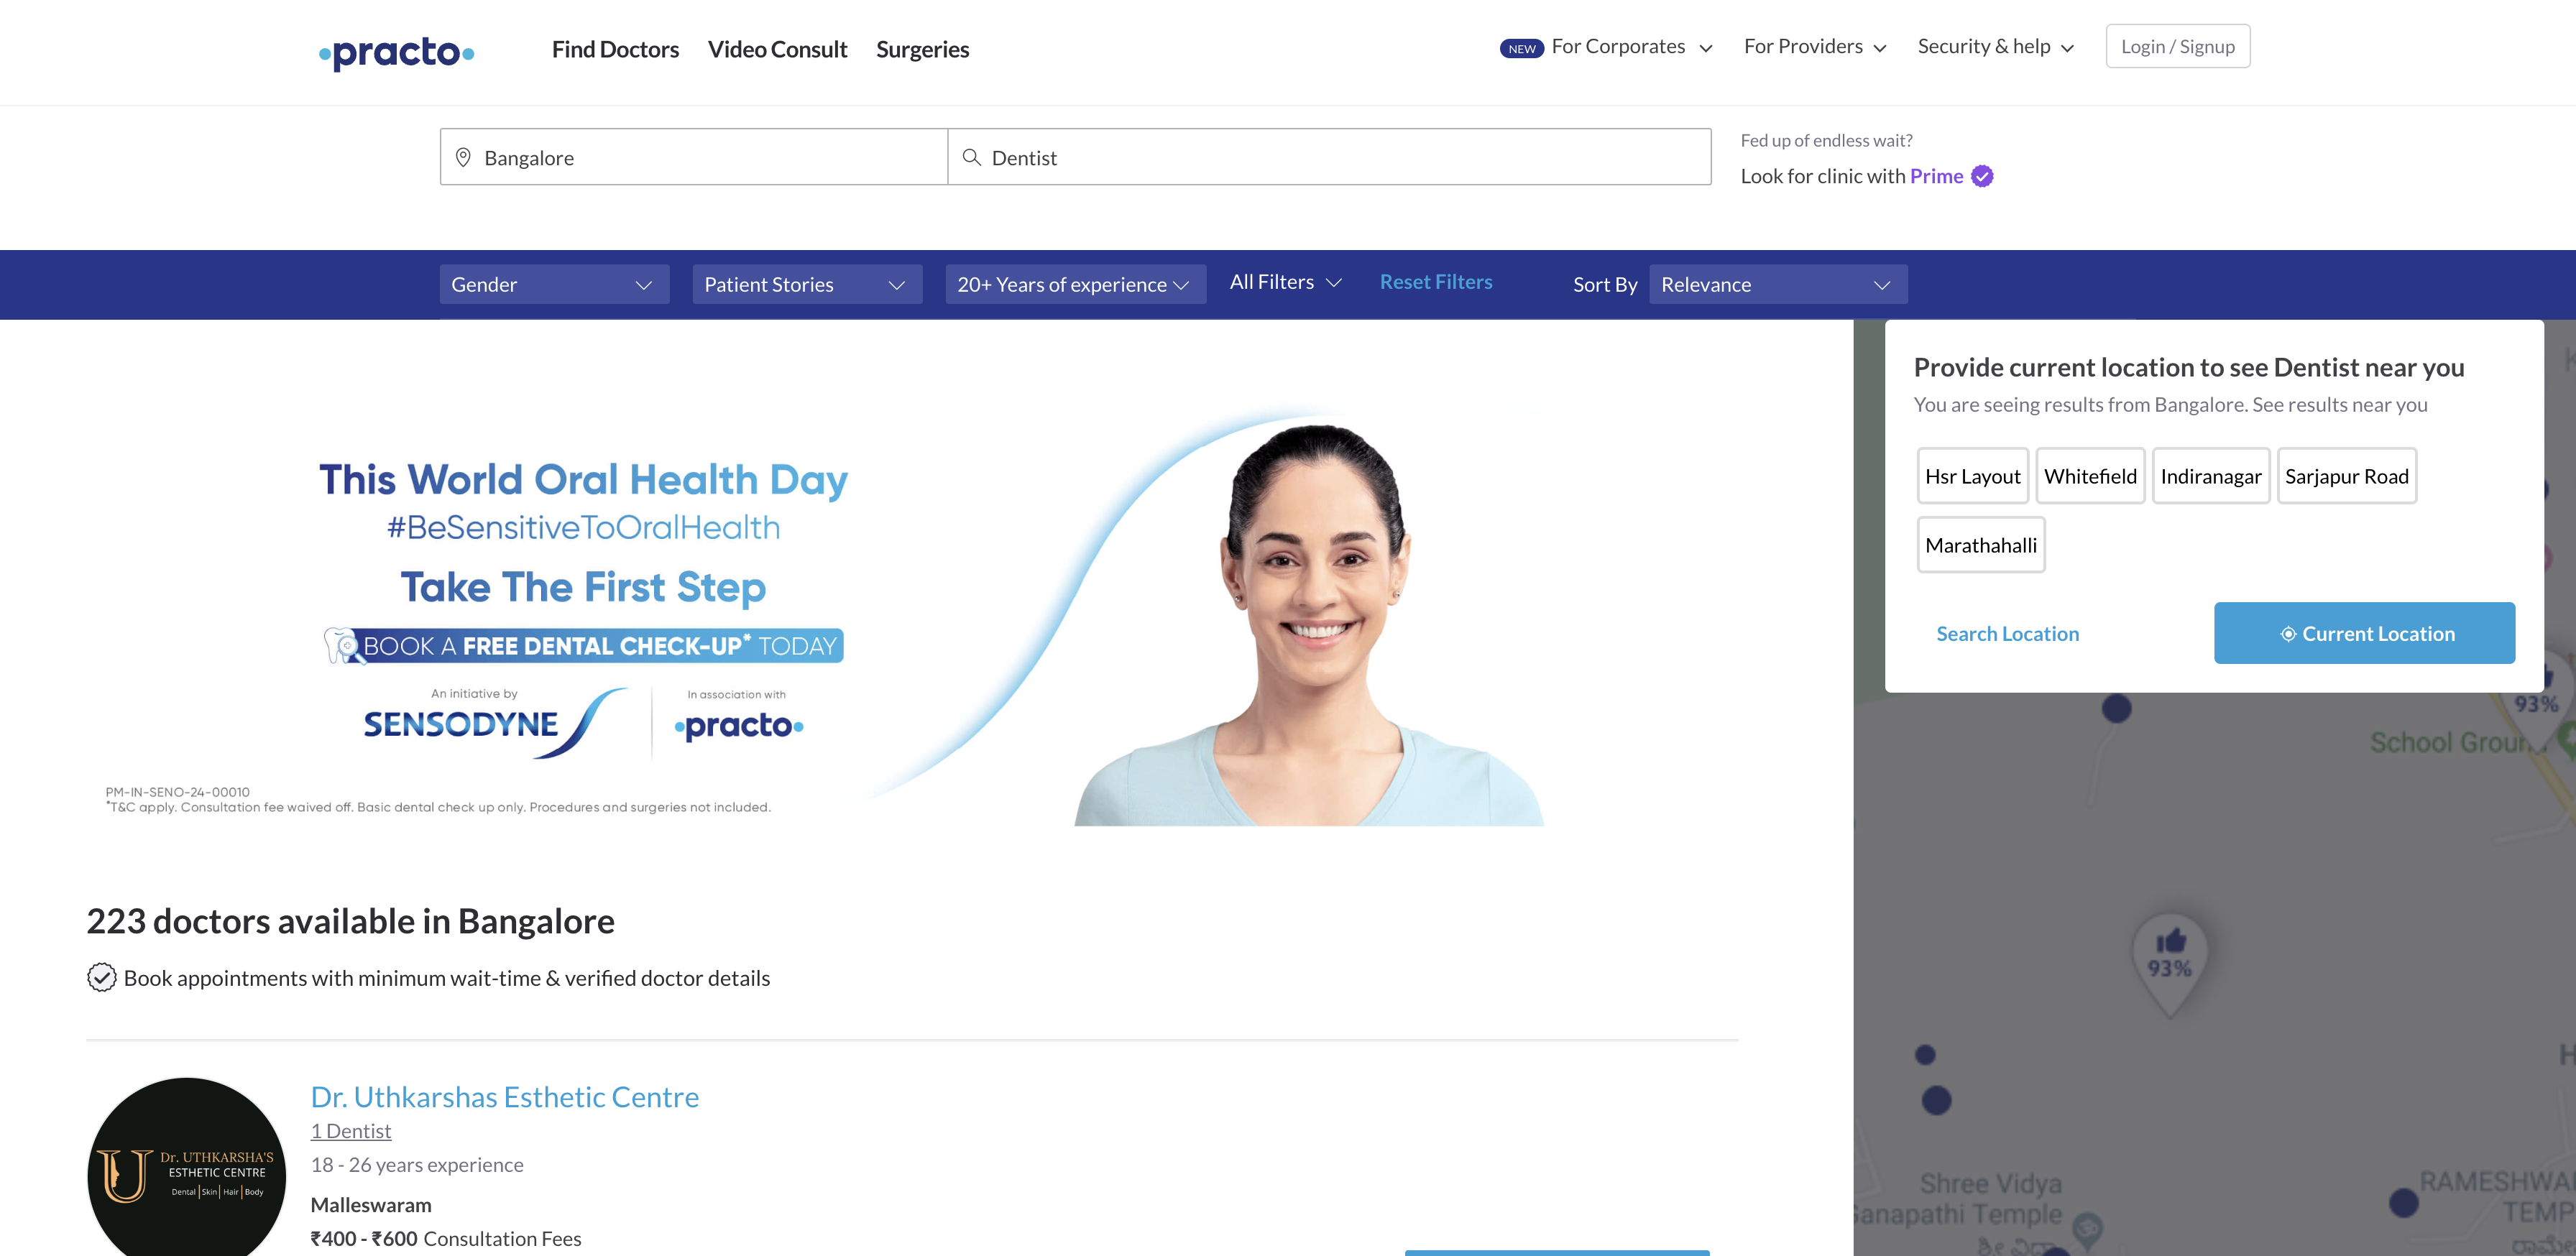 practo
Find Doctors
Video Consult
Surgeries
NEW For Corporates
For Providers
Security & help
Login / Signup
Bangalore
Dentist
Fed up of endless wait?
Look for clinic with Prime
Gender
Patient Stories
20+ Years of experience
All Filters
Reset Filters
Sort By
Relevance
This World Oral Health Day
#BeSensitiveToOralHealth
Take The First Step
BOOK A FREE DENTAL CHECK-UP* TODAY
An initiative by
SENSODYNE
In association with
practo
PM-IN-SENO-24-00010
*T&C apply. Consultation fee waived off. Basic dental check up only. Procedures and surgeries not included.
Provide current location to see Dentist near you
You are seeing results from Bangalore. See results near you
Hsr Layout
Whitefield
Indiranagar
Sarjapur Road
Marathahalli
Search Location
Current Location
93%
School
93%
Shree Vidya
Ganapathi Temple
223 doctors available in Bangalore
Book appointments with minimum wait-time & verified doctor details
U Dr. UTHKARSHA'S
ESTHETIC CENTRE
Dental | Skin | Hair | Body
Dr. Uthkarshas Esthetic Centre
1 Dentist
18 - 26 years experience
Malleswaram
₹400 - ₹600 Consultation Fees